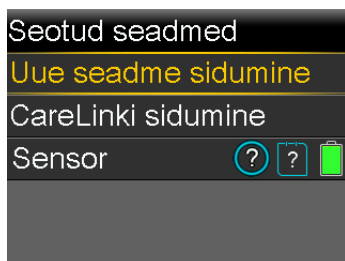 Seotud seadmed
Uue seadme sidumine
CareLinki sidumine
Sensor ? ?